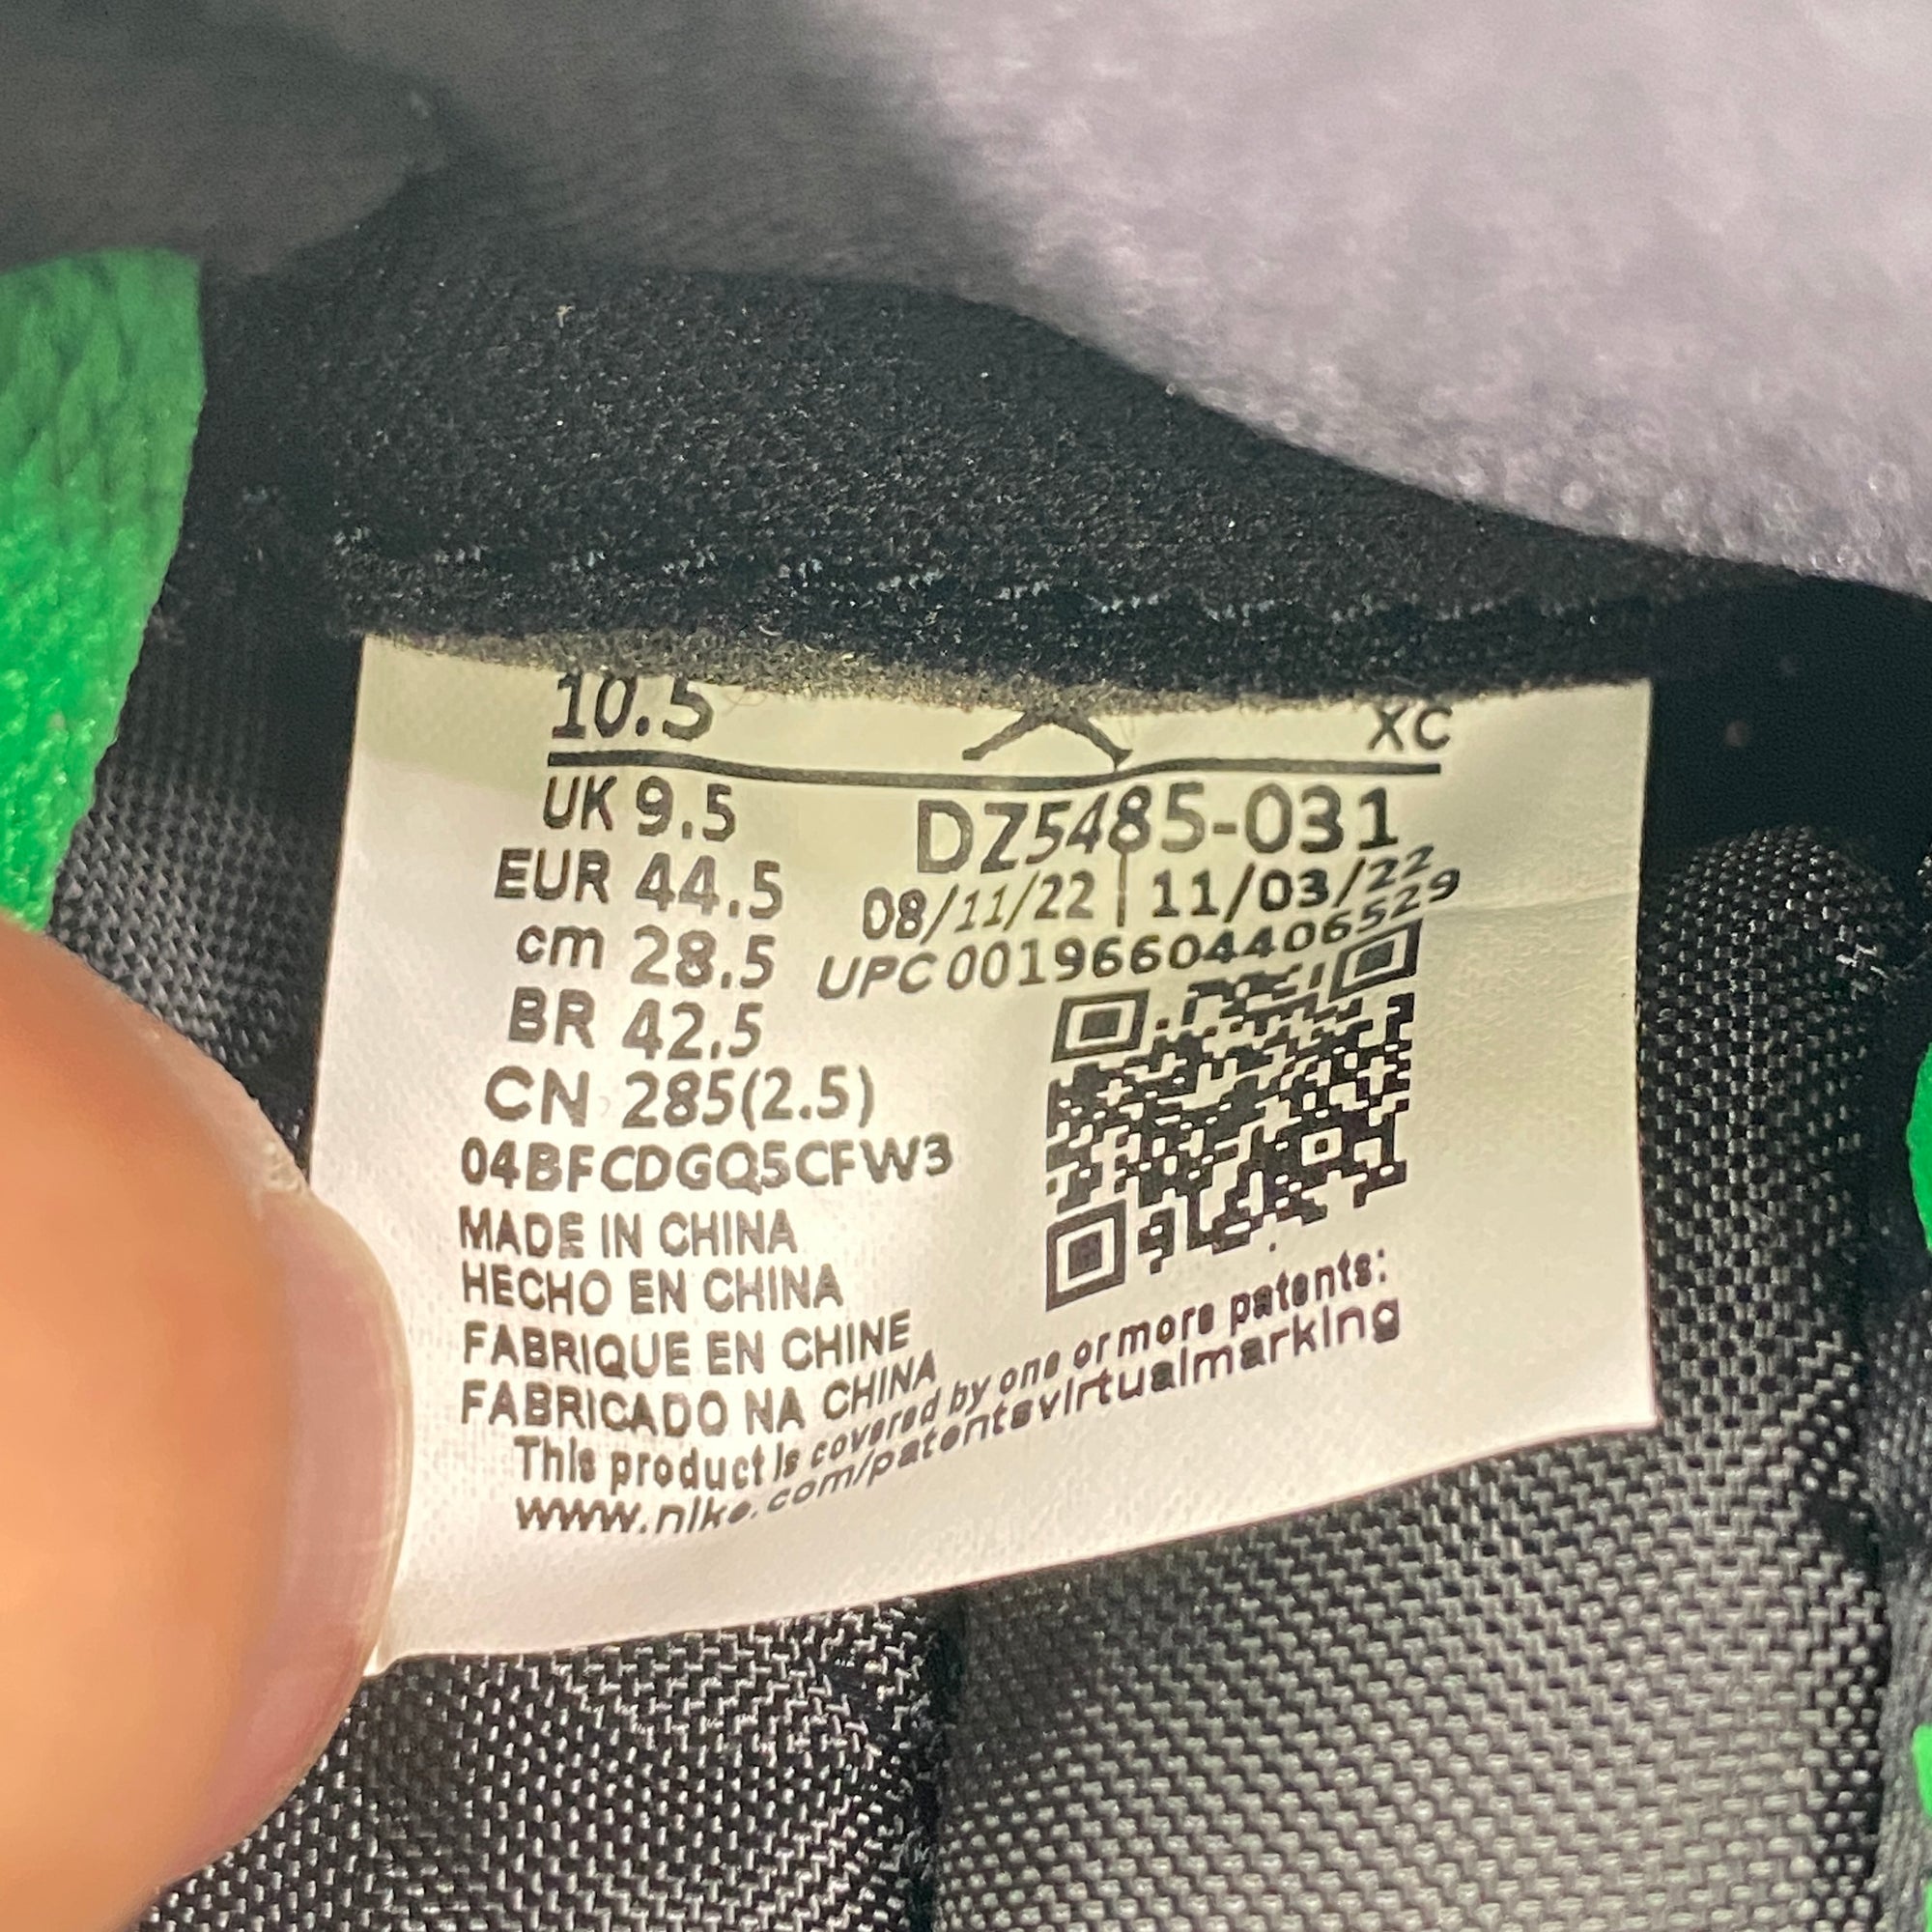 10.5 XC
UK 9.5 DZ5485-031
EUR 44.5 08/11/22 | 11/03/22
cm 28.5 UPC 00196604406529
BR 42.5
CN 285(2.5)
04BFCDGQ5CFW3
MADE IN CHINA
HECHO EN CHINA
FABRIQUE EN CHINE
FABRICADO NA CHINA
This product is covered by one or more patents:
www.nike.com/patentsvirtualmarking